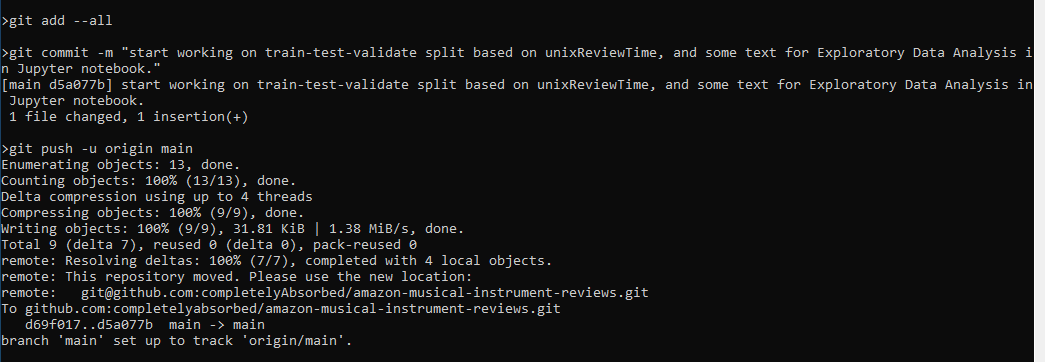 >git add --all
>git commit -m "start working on train-test-validate split based on unixReviewTime, and some text for Exploratory Data Analysis i
n Jupyter notebook."
[main d5a077b] start working on train-test-validate split based on unixReviewTime, and some text for Exploratory Data Analysis in
 Jupyter notebook.
 1 file changed, 1 insertion(+)
>git push -u origin main
Enumerating objects: 13, done.
Counting objects: 100% (13/13), done.
Delta compression using up to 4 threads
Compressing objects: 100% (9/9), done.
Writing objects: 100% (9/9), 31.81 KiB | 1.38 MiB/s, done.
Total 9 (delta 7), reused 0 (delta 0), pack-reused 0
remote: Resolving deltas: 100% (7/7), completed with 4 local objects.
remote: This repository moved. Please use the new location:
remote:   git@github.com:completelyAbsorbed/amazon-musical-instrument-reviews.git
To github.com:completelyabsorbed/amazon-musical-instrument-reviews.git
   d69f017..d5a077b  main -> main
branch 'main' set up to track 'origin/main'.